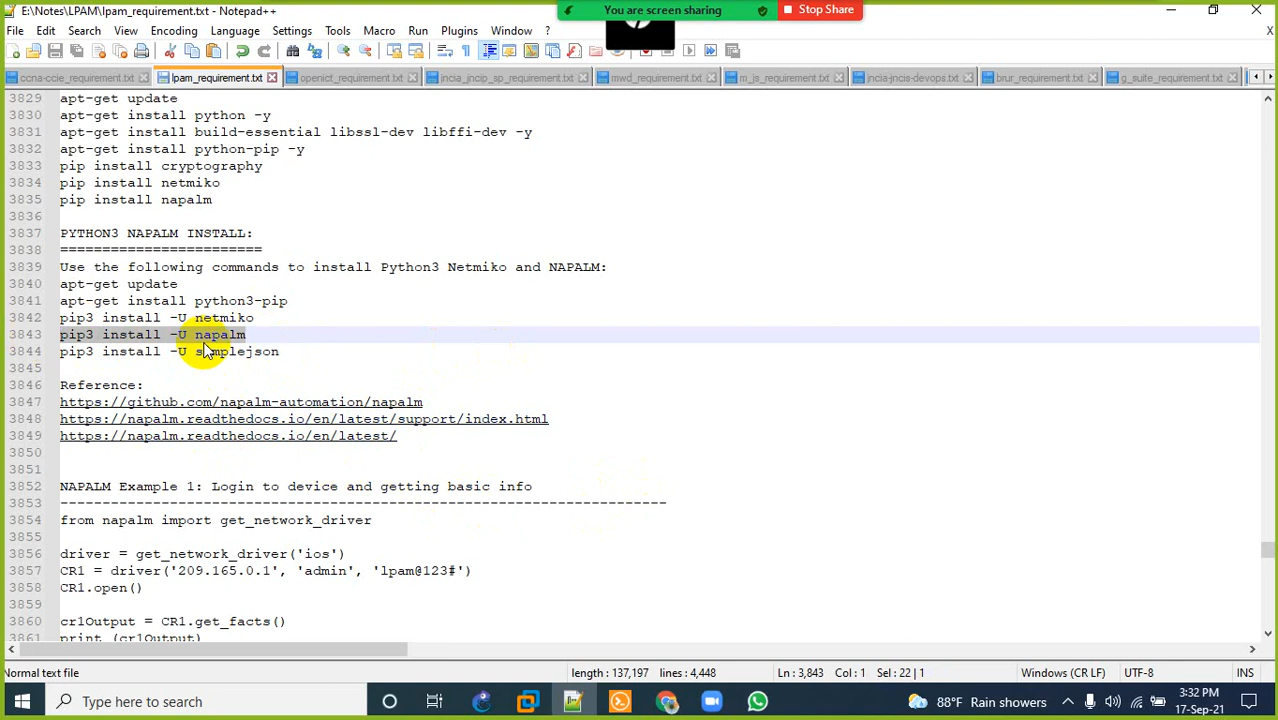 You are screen sharing
Stop Share
E:\Notes\LPAM\lpam_requirement.txt - Notepad++
File Edit Search View Encoding Language Settings Tools Macro Run Plugins Window ?
ccna-ccie_requirement.txt lpam_requirement.txt openict_requirement.txt jncia_jncip_sp_requirement.txt mwd_requirement.txt m_js_requirement.txt jncia-jncis-devops.txt brur_requirement.txt g_suite_requirement.txt
3829 apt-get update
3830 apt-get install python -y
3831 apt-get install build-essential libssl-dev libffi-dev -y
3832 apt-get install python-pip -y
3833 pip install cryptography
3834 pip install netmiko
3835 pip install napalm
3836
3837 PYTHON3 NAPALM INSTALL:
3838 ========================
3839 Use the following commands to install Python3 Netmiko and NAPALM:
3840 apt-get update
3841 apt-get install python3-pip
3842 pip3 install -U netmiko
3843 pip3 install -U napalm
3844 pip3 install -U simplejson
3845
3846 Reference:
3847 https://github.com/napalm-automation/napalm
3848 https://napalm.readthedocs.io/en/latest/support/index.html
3849 https://napalm.readthedocs.io/en/latest/
3850
3851
3852 NAPALM Example 1: Login to device and getting basic info
3853 ------------------------------------------------------------------------
3854 from napalm import get_network_driver
3855
3856 driver = get_network_driver('ios')
3857 CR1 = driver('209.165.0.1', 'admin', 'lpam@123#')
3858 CR1.open()
3859
3860 cr1Output = CR1.get_facts()
3861 print (cr1Output)
Normal text file length : 137,197 lines : 4,448 Ln : 3,843 Col : 1 Sel : 22 | 1 Windows (CR LF) UTF-8 INS
Type here to search
88°F Rain showers
3:32 PM
17-Sep-21